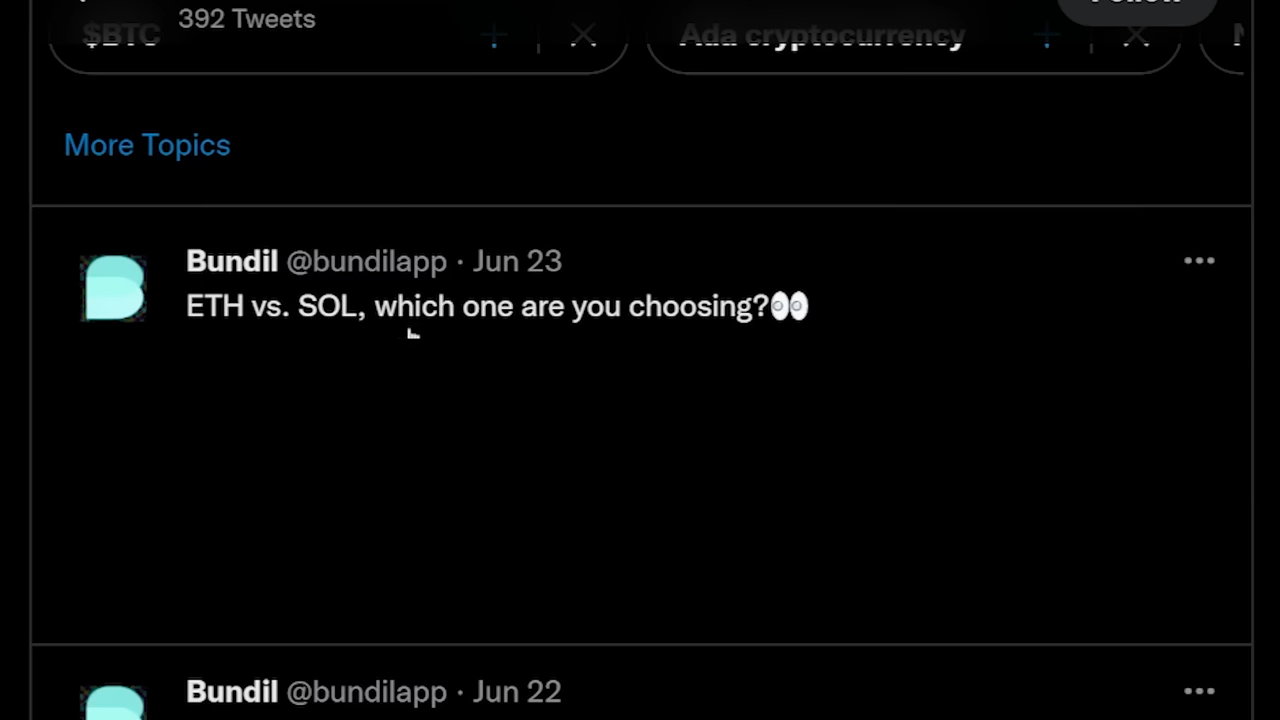 392 Tweets
Follow
$BTC
Ada cryptocurrency
More Topics
Bundil @bundilapp · Jun 23
ETH vs. SOL, which one are you choosing?👀
Bundil @bundilapp · Jun 22